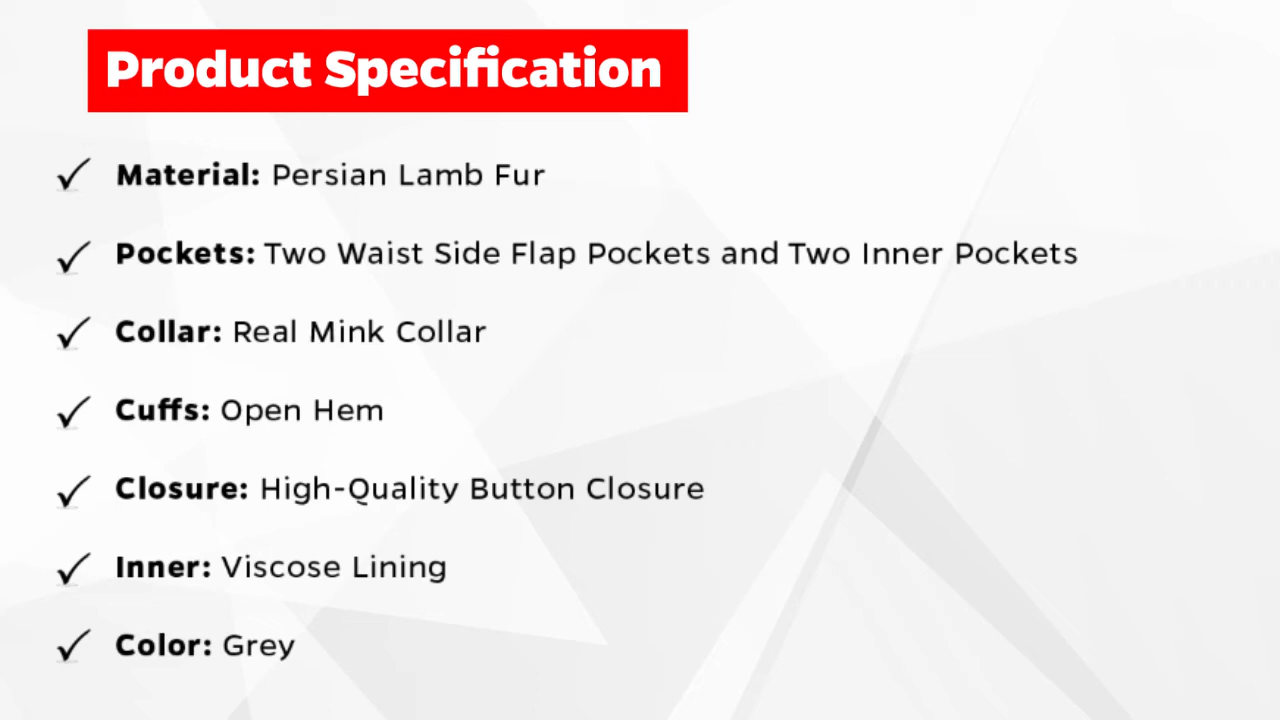 Product Specification
Material: Persian Lamb Fur
Pockets: Two Waist Side Flap Pockets and Two Inner Pockets
Collar: Real Mink Collar
Cuffs: Open Hem
Closure: High-Quality Button Closure
Inner: Viscose Lining
Color: Grey